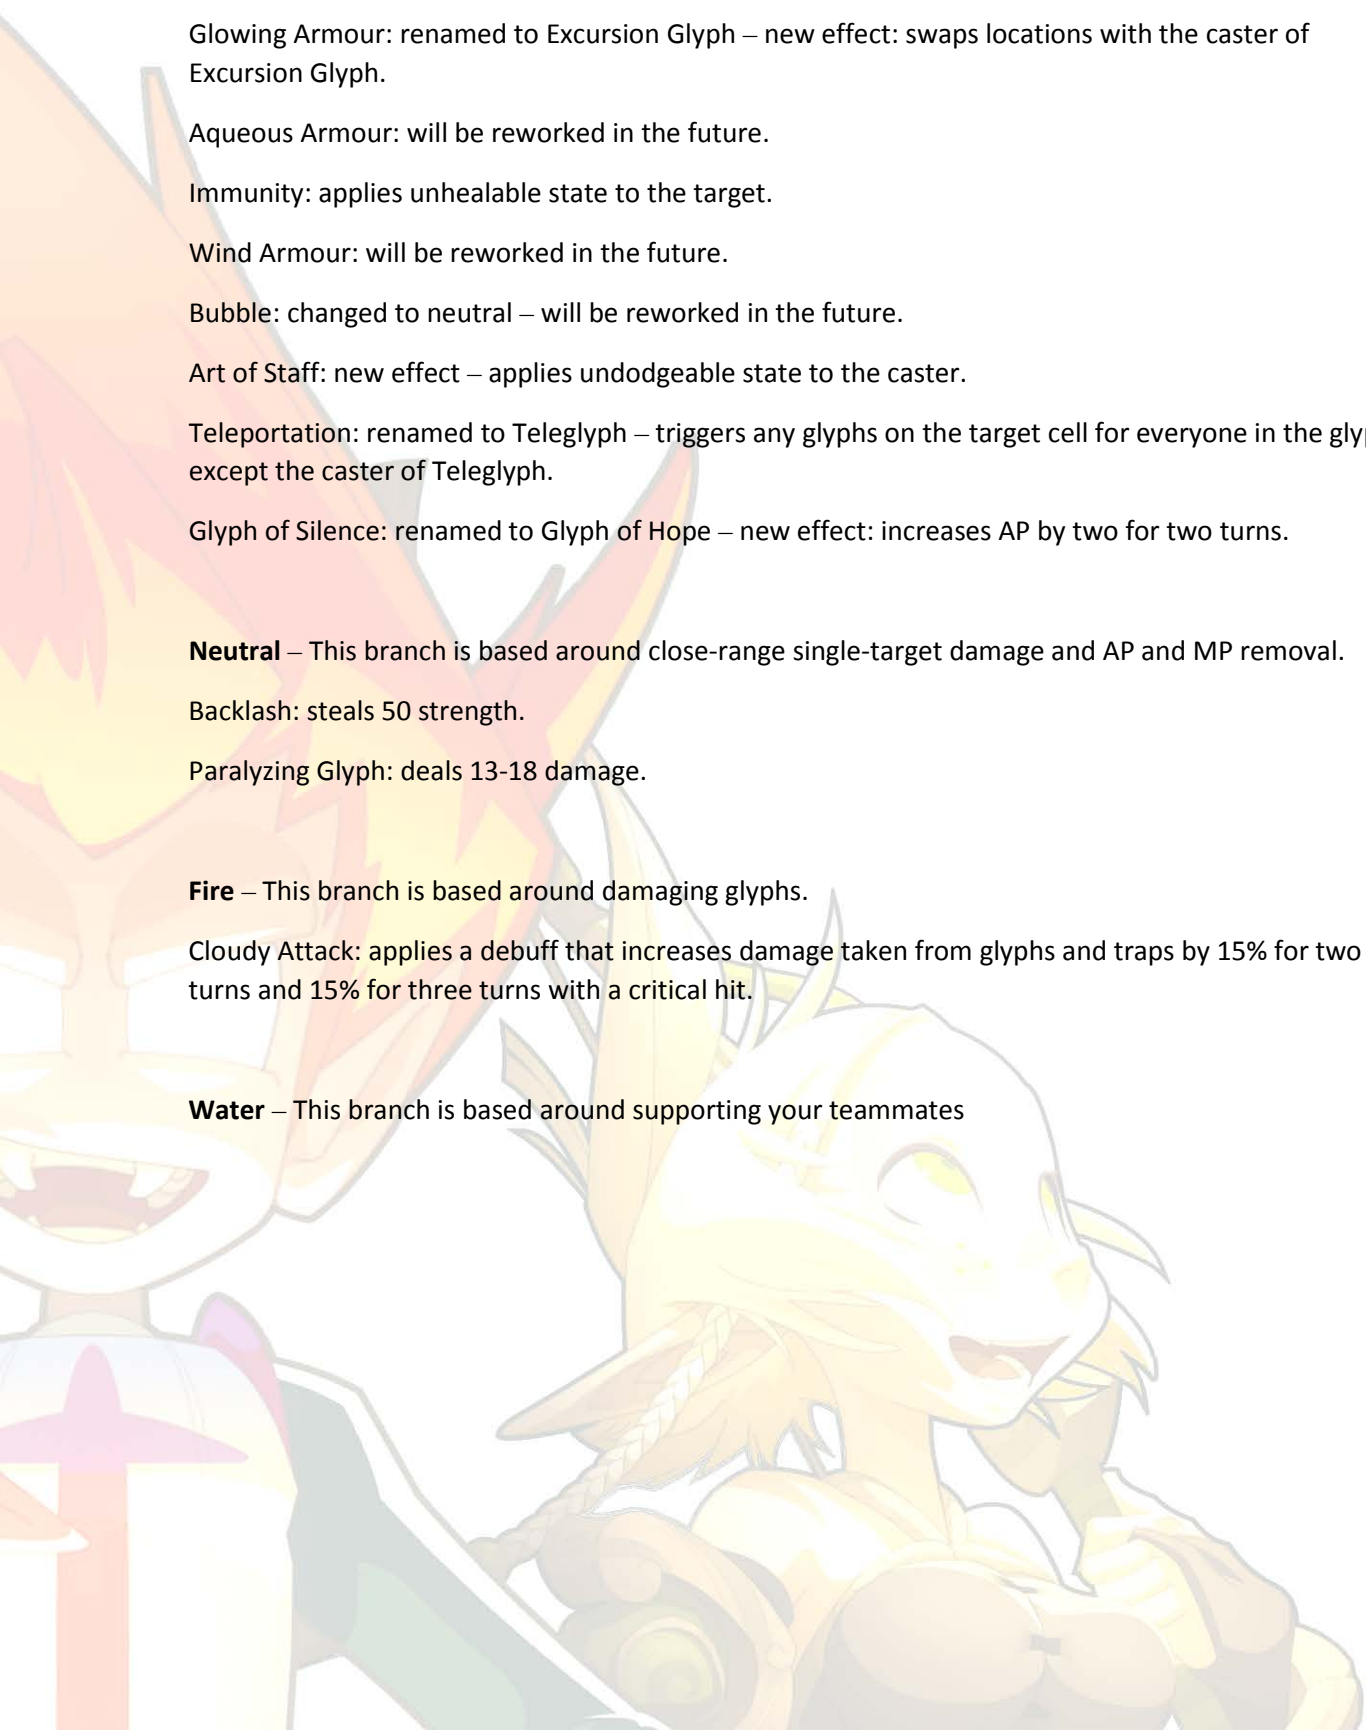 Glowing Armour: renamed to Excursion Glyph – new effect: swaps locations with the caster of
Excursion Glyph.
Aqueous Armour: will be reworked in the future.
Immunity: applies unhealable state to the target.
Wind Armour: will be reworked in the future.
Bubble: changed to neutral – will be reworked in the future.
Art of Staff: new effect – applies undodgeable state to the caster.
Teleportation: renamed to Teleglyph – triggers any glyphs on the target cell for everyone in the
except the caster of Teleglyph.
Glyph of Silence: renamed to Glyph of Hope – new effect: increases AP by two for two turns.
Neutral – This branch is based around close-range single-target damage and AP and MP removal.
Backlash: steals 50 strength.
Paralyzing Glyph: deals 13-18 damage.
Fire – This branch is based around damaging glyphs.
Cloudy Attack: applies a debuff that increases damage taken from glyphs and traps by 15% for two
turns and 15% for three turns with a critical hit.
Water – This branch is based around supporting your teammates